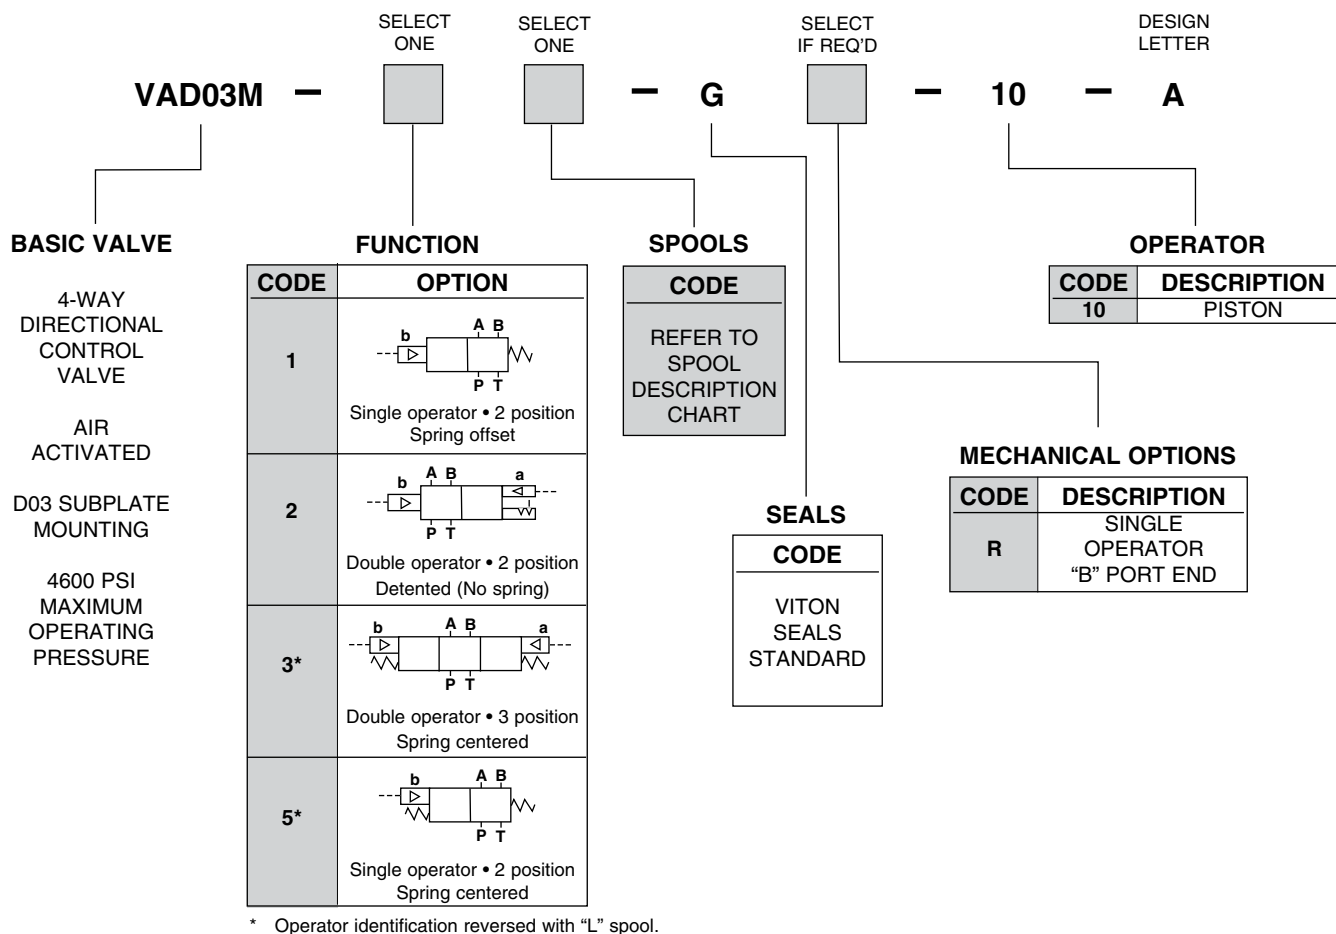 SELECT
ONE
SELECT
ONE
SELECT
IF REQ'D
DESIGN
LETTER
VAD03M – – G – 10 – A
BASIC VALVE
4-WAY
DIRECTIONAL
CONTROL
VALVE
AIR
ACTIVATED
D03 SUBPLATE
MOUNTING
4600 PSI
MAXIMUM
OPERATING
PRESSURE
FUNCTION
CODE OPTION
1
b A B
P T
Single operator • 2 position
Spring offset
2
b A B a
P T
Double operator • 2 position
Detented (No spring)
3*
b A B a
P T
Double operator • 3 position
Spring centered
5*
b A B
P T
Single operator • 2 position
Spring centered
* Operator identification reversed with “L” spool.
SPOOLS
CODE
REFER TO
SPOOL
DESCRIPTION
CHART
SEALS
CODE
VITON
SEALS
STANDARD
OPERATOR
CODE DESCRIPTION
10 PISTON
MECHANICAL OPTIONS
CODE DESCRIPTION
R
SINGLE
OPERATOR
“B” PORT END